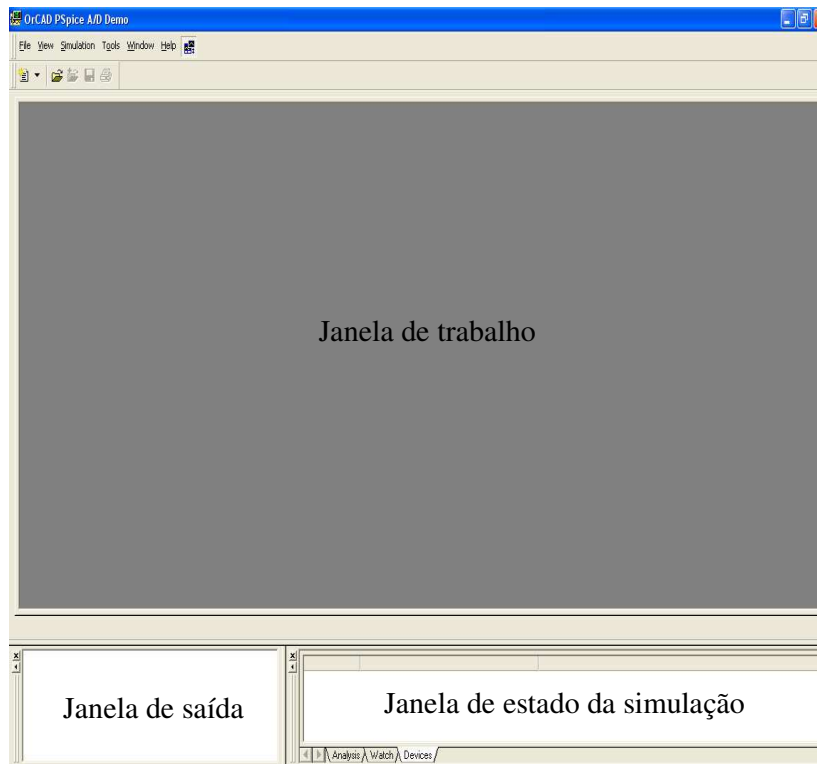 OrCAD PSpice A/D Demo
File View Simulation Tools Window Help
Janela de trabalho
Janela de saída
Janela de estado da simulação
Analysis Watch Devices